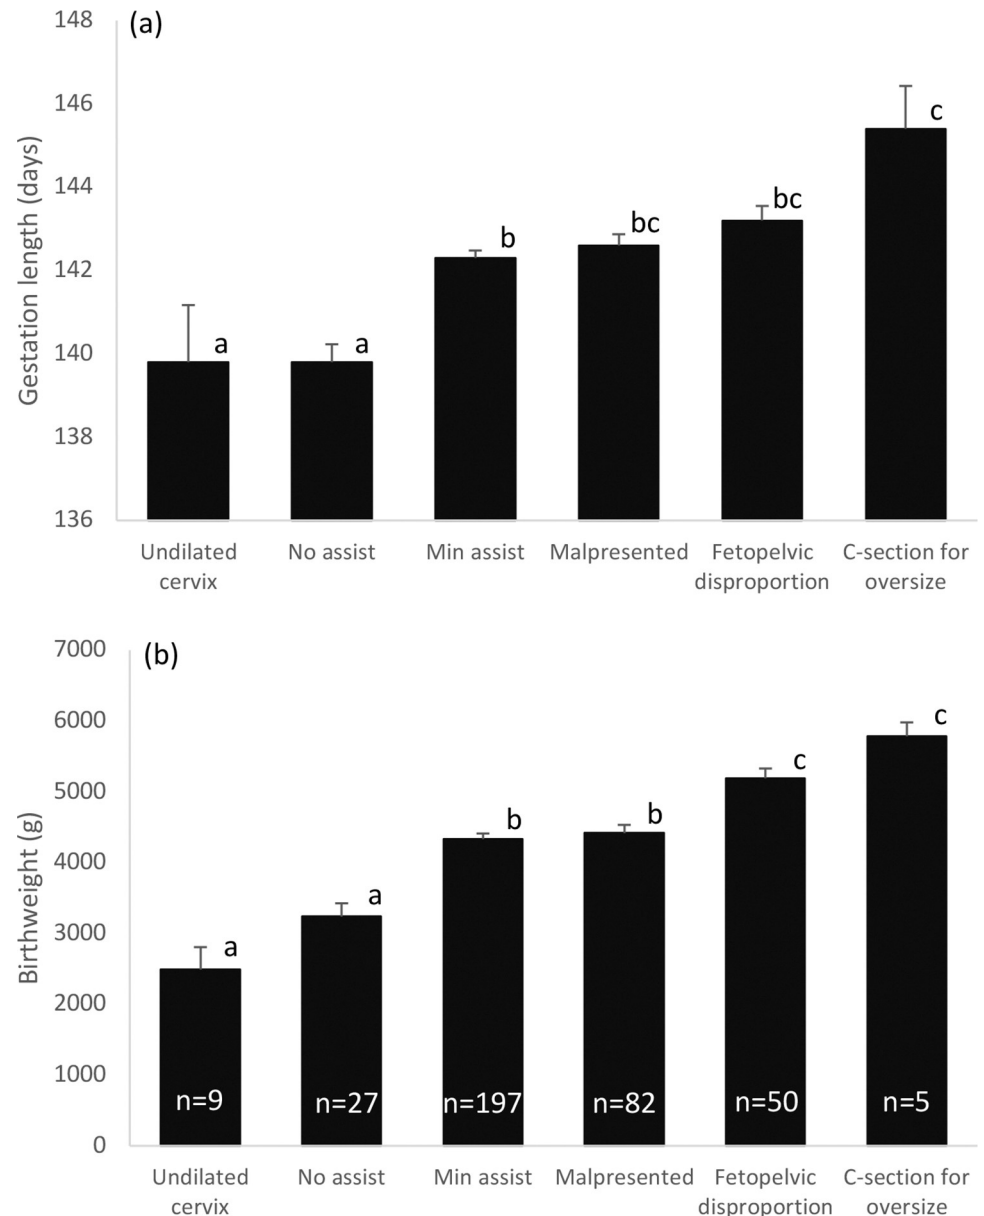 (a)
Gestation length (days)
148
146
144
142
140
138
136
a
a
b
bc
bc
c
Undilated
cervix
No assist
Min assist
Malpresented
Fetopelvic
disproportion
C-section for
oversize
(b)
Birthweight (g)
7000
6000
5000
4000
3000
2000
1000
0
a
a
b
b
c
c
n=9
n=27
n=197
n=82
n=50
n=5
Undilated
cervix
No assist
Min assist
Malpresented
Fetopelvic
disproportion
C-section for
oversize